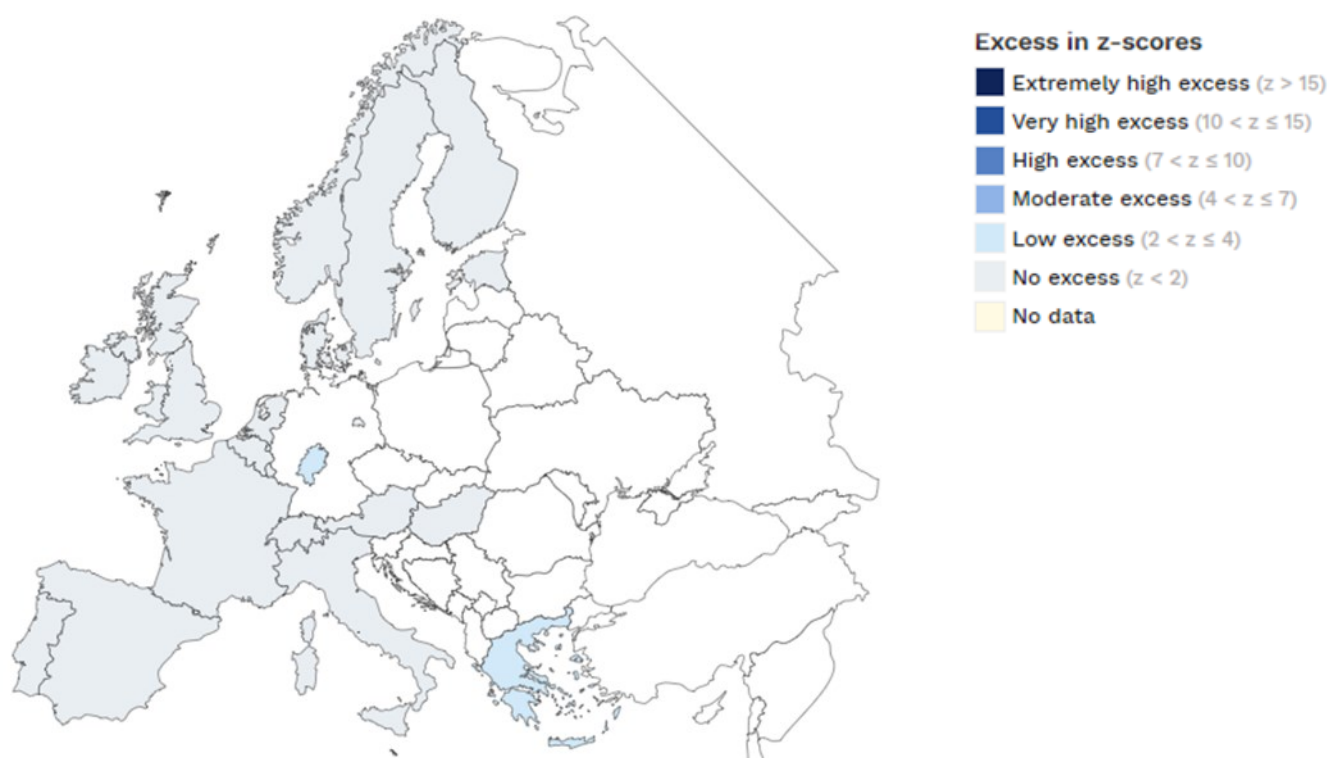 Excess in z-scores
Extremely high excess (z > 15)
Very high excess (10 < z ≤ 15)
High excess (7 < z ≤ 10)
Moderate excess (4 < z ≤ 7)
Low excess (2 < z ≤ 4)
No excess (z < 2)
No data